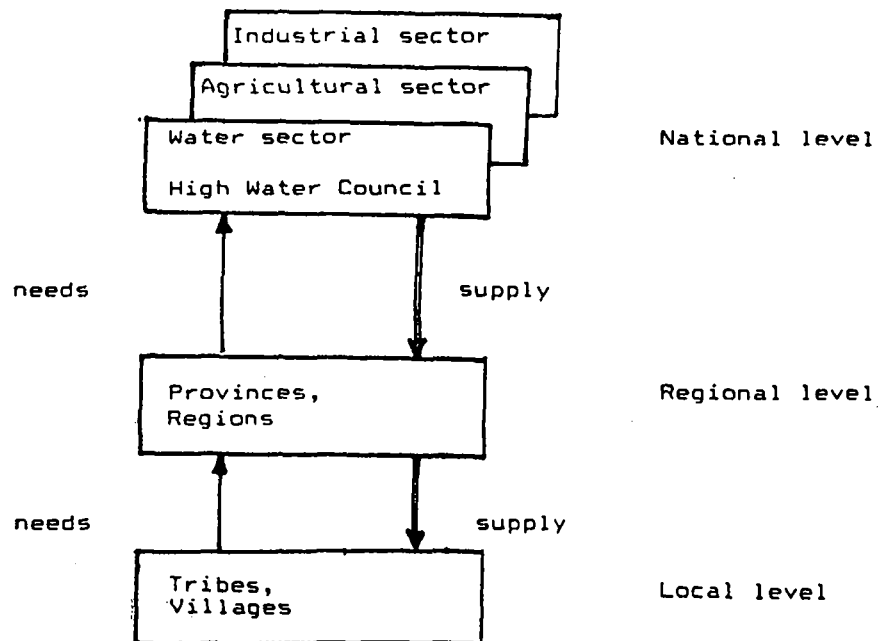 Industrial sector
Agricultural sector
Water sector
National level
High Water Council
needs
supply
Provinces,
Regions
Regional level
needs
supply
Tribes,
Villages
Local level